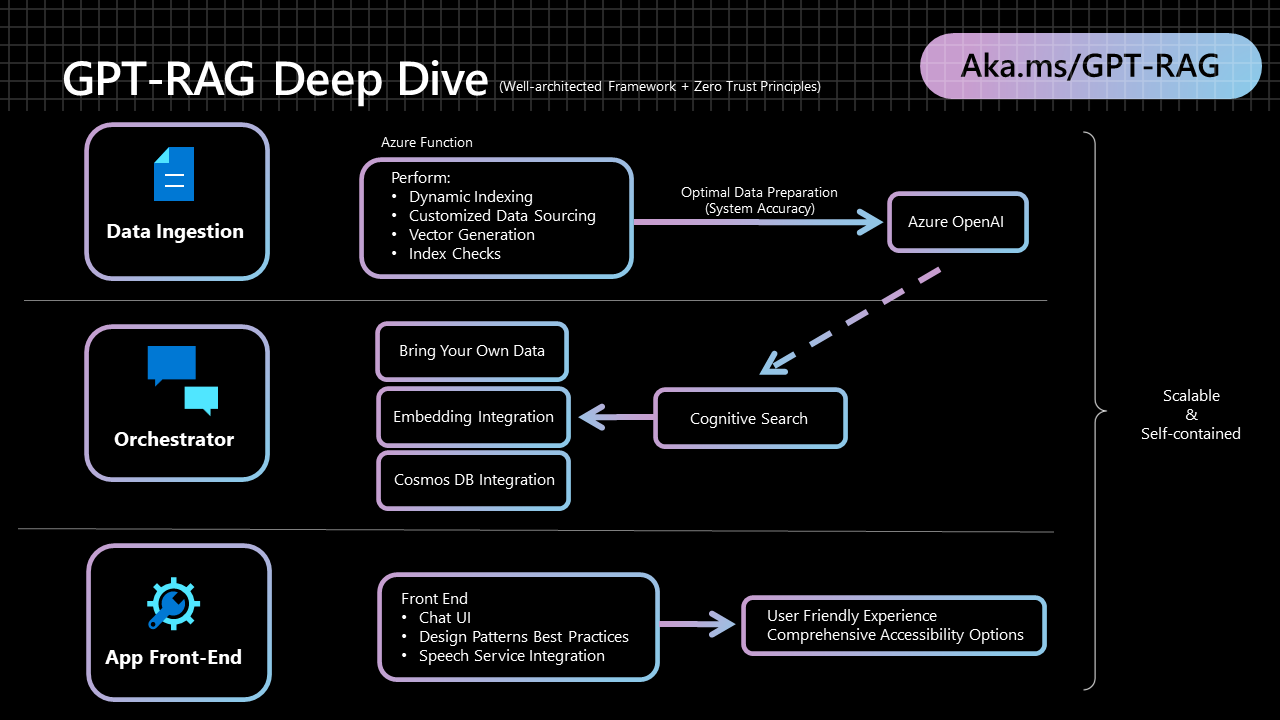 GPT-RAG Deep Dive (Well-architected Framework + Zero Trust Principles)
Aka.ms/GPT-RAG
Data Ingestion
Azure Function
Perform:
• Dynamic Indexing
• Customized Data Sourcing
• Vector Generation
• Index Checks
Optimal Data Preparation
(System Accuracy)
Azure OpenAI
Orchestrator
Bring Your Own Data
Embedding Integration
Cosmos DB Integration
Cognitive Search
App Front-End
Front End
• Chat UI
• Design Patterns Best Practices
• Speech Service Integration
User Friendly Experience
Comprehensive Accessibility Options
Scalable
&
Self-contained